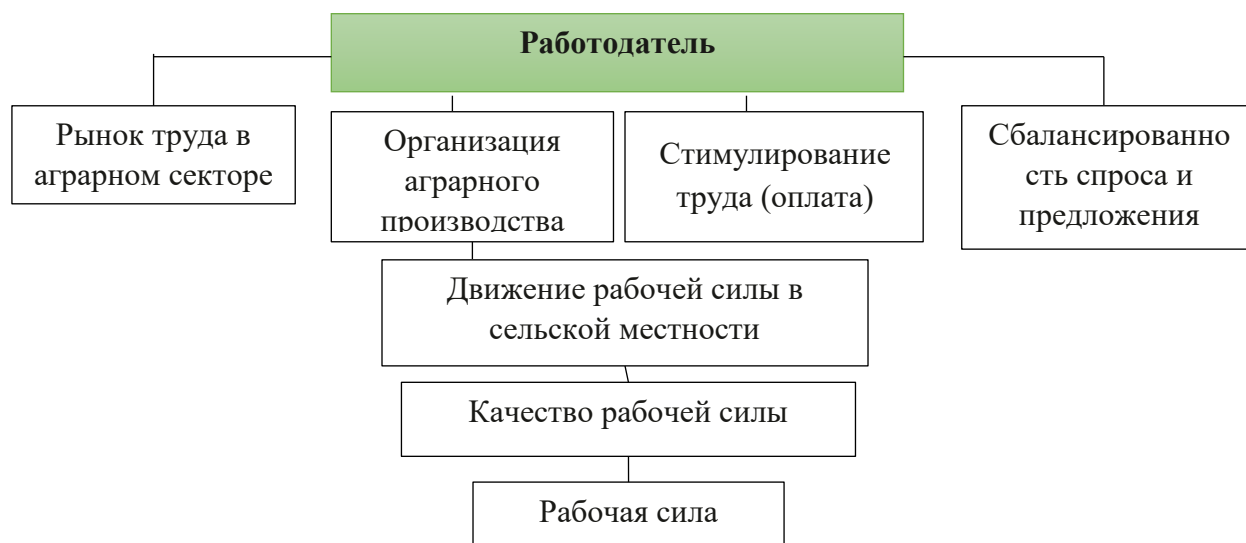 Работодатель
Рынок труда в
аграрном секторе
Организация
аграрного
производства
Стимулирование
труда (оплата)
Сбалансированно
сть спроса и
предложения
Движение рабочей силы в
сельской местности
Качество рабочей силы
Рабочая сила